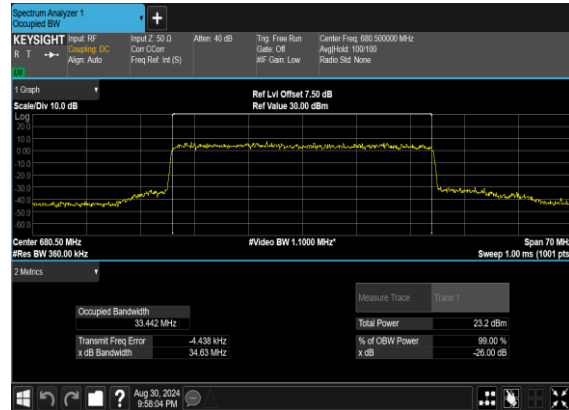 Spectrum Analyzer 1
Occupied BW
KEYSIGHT Input: RF Input Z: 50 Ω Atten: 40 dB Trig: Free Run Center Freq: 680.500000 MHz
R T Coupling: DC Corr CCorr Gate: Off Avg|Hold: 100/100
Align: Auto Freq Ref: Int (S) #IF Gain: Low Radio Std: None
LW
1 Graph
Ref Lvl Offset 7.50 dB
Scale/Div 10.0 dB Ref Value 30.00 dBm
Log
20.0
10.0
0.00
-10.0
-20.0
-30.0
-40.0
-50.0
-60.0
Center 680.50 MHz #Video BW 1.1000 MHz* Span 70 MHz
#Res BW 360.00 kHz Sweep 1.00 ms (1001 pts
2 Metrics
Measure Trace Trace 1
Occupied Bandwidth
33.442 MHz Total Power 23.2 dBm
Transmit Freq Error -4.438 kHz % of OBW Power 99.00 %
x dB Bandwidth 34.63 MHz x dB -26.00 dB
? Aug 30, 2024
9:58:04 PM